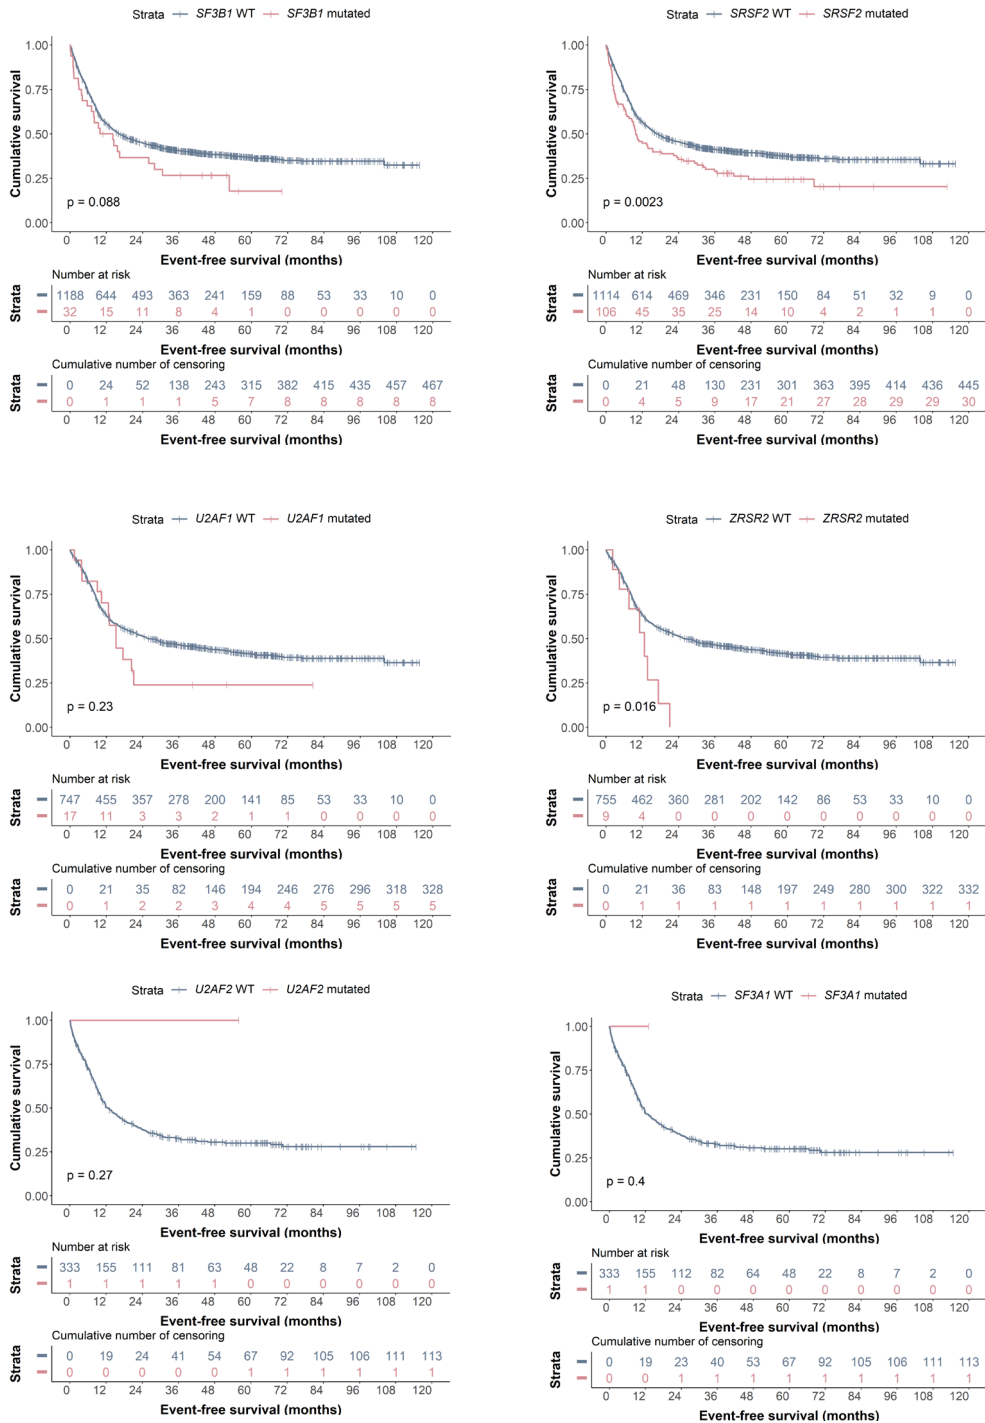 Strata SF3B1 WT SF3B1 mutated
1.00
0.75
0.50
0.25
0.00
Cumulative survival
p = 0.088
0 12 24 36 48 60 72 84 96 108 120
Event-free survival (months)
Number at risk
Strata
1188 644 493 363 241 159 88 53 33 10 0
32 15 11 8 4 1 0 0 0 0 0
0 12 24 36 48 60 72 84 96 108 120
Event-free survival (months)
Cumulative number of censoring
Strata
0 24 52 138 243 315 382 415 435 457 467
0 1 1 1 5 7 8 8 8 8 8
0 12 24 36 48 60 72 84 96 108 120
Event-free survival (months)
Strata SRSF2 WT SRSF2 mutated
1.00
0.75
0.50
0.25
0.00
Cumulative survival
p = 0.0023
0 12 24 36 48 60 72 84 96 108 120
Event-free survival (months)
Number at risk
Strata
1114 614 469 346 231 150 84 51 32 9 0
106 45 35 25 14 10 4 2 1 1 0
0 12 24 36 48 60 72 84 96 108 120
Event-free survival (months)
Cumulative number of censoring
Strata
0 21 48 130 231 301 363 395 414 436 445
0 4 5 9 17 21 27 28 29 29 30
0 12 24 36 48 60 72 84 96 108 120
Event-free survival (months)
Strata U2AF1 WT U2AF1 mutated
1.00
0.75
0.50
0.25
0.00
Cumulative survival
p = 0.23
0 12 24 36 48 60 72 84 96 108 120
Event-free survival (months)
Number at risk
Strata
747 455 357 278 200 141 85 53 33 10 0
17 11 3 3 2 1 1 0 0 0 0
0 12 24 36 48 60 72 84 96 108 120
Event-free survival (months)
Cumulative number of censoring
Strata
0 21 35 82 146 194 246 276 296 318 328
0 1 2 2 3 4 4 5 5 5 5
0 12 24 36 48 60 72 84 96 108 120
Event-free survival (months)
Strata ZRSR2 WT ZRSR2 mutated
1.00
0.75
0.50
0.25
0.00
Cumulative survival
p = 0.016
0 12 24 36 48 60 72 84 96 108 120
Event-free survival (months)
Number at risk
Strata
755 462 360 281 202 142 86 53 33 10 0
9 4 0 0 0 0 0 0 0 0 0
0 12 24 36 48 60 72 84 96 108 120
Event-free survival (months)
Cumulative number of censoring
Strata
0 21 36 83 148 197 249 280 300 322 332
0 1 1 1 1 1 1 1 1 1 1
0 12 24 36 48 60 72 84 96 108 120
Event-free survival (months)
Strata U2AF2 WT U2AF2 mutated
1.00
0.75
0.50
0.25
0.00
Cumulative survival
p = 0.27
0 12 24 36 48 60 72 84 96 108 120
Event-free survival (months)
Number at risk
Strata
333 155 111 81 63 48 22 8 7 2 0
1 1 1 1 1 0 0 0 0 0 0
0 12 24 36 48 60 72 84 96 108 120
Event-free survival (months)
Cumulative number of censoring
Strata
0 19 24 41 54 67 92 105 106 111 113
0 0 0 0 0 1 1 1 1 1 1
0 12 24 36 48 60 72 84 96 108 120
Event-free survival (months)
Strata SF3A1 WT SF3A1 mutated
1.00
0.75
0.50
0.25
0.00
Cumulative survival
p = 0.4
0 12 24 36 48 60 72 84 96 108 120
Event-free survival (months)
Number at risk
Strata
333 155 112 82 64 48 22 8 7 2 0
1 1 0 0 0 0 0 0 0 0 0
0 12 24 36 48 60 72 84 96 108 120
Event-free survival (months)
Cumulative number of censoring
Strata
0 19 23 40 53 67 92 105 106 111 113
0 0 1 1 1 1 1 1 1 1 1
0 12 24 36 48 60 72 84 96 108 120
Event-free survival (months)